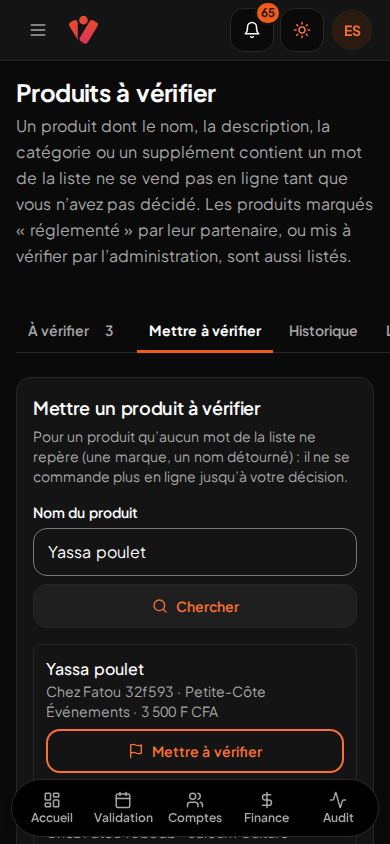 65
ES
Produits à vérifier
Un produit dont le nom, la description, la
catégorie ou un supplément contient un mot
de la liste ne se vend pas en ligne tant que
vous n’avez pas décidé. Les produits marqués
« réglementé » par leur partenaire, ou mis à
vérifier par l’administration, sont aussi listés.
À vérifier 3 Mettre à vérifier Historique
Mettre un produit à vérifier
Pour un produit qu’aucun mot de la liste ne
repère (une marque, un nom détourné) : il ne se
commande plus en ligne jusqu’à votre décision.
Nom du produit
Yassa poulet
Chercher
Yassa poulet
Chez Fatou 32f593 · Petite-Côte
Événements · 3 500 F CFA
Mettre à vérifier
Accueil Validation Comptes Finance Audit